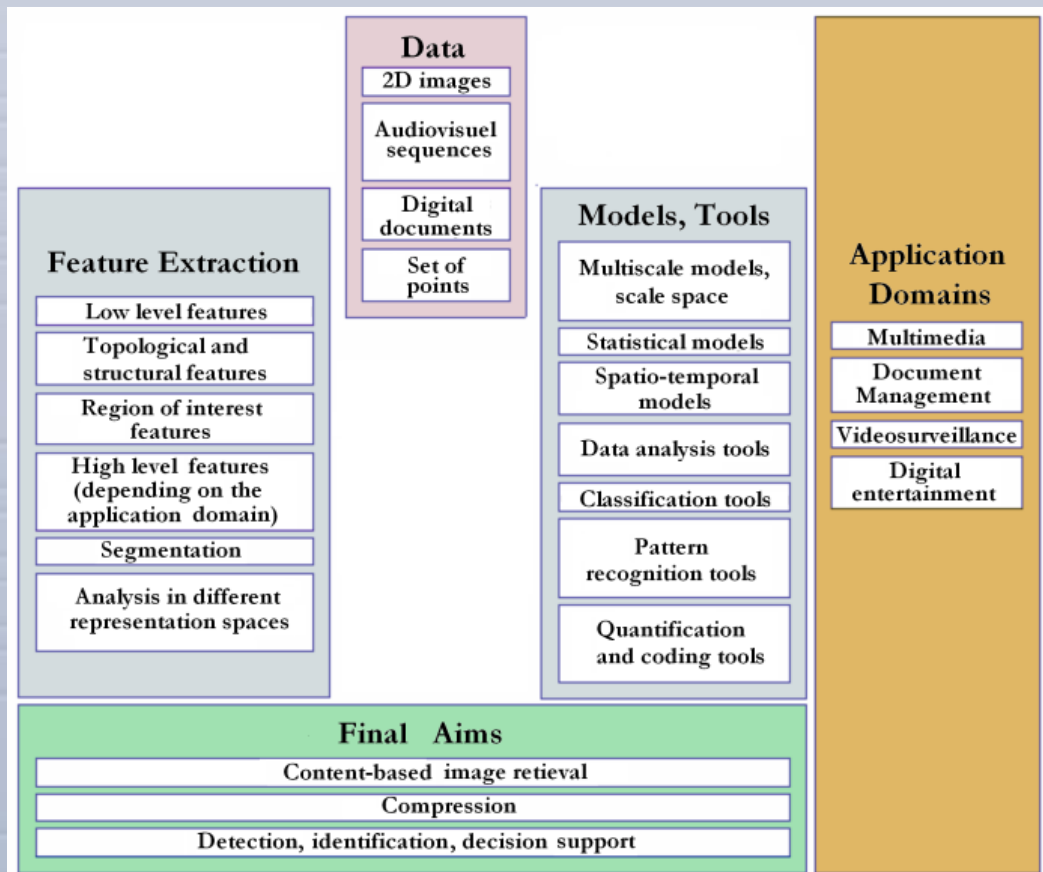 Data
2D images
Audiovisuel
sequences
Digital
documents
Set of
points
Feature Extraction
Low level features
Topological and
structural features
Region of interest
features
High level features
(depending on the
application domain)
Segmentation
Analysis in different
representation spaces
Models, Tools
Multiscale models,
scale space
Statistical models
Spatio-temporal
models
Data analysis tools
Classification tools
Pattern
recognition tools
Quantification
and coding tools
Application
Domains
Multimedia
Document
Management
Videosurveillance
Digital
entertainment
Final Aims
Content-based image retieval
Compression
Detection, identification, decision support